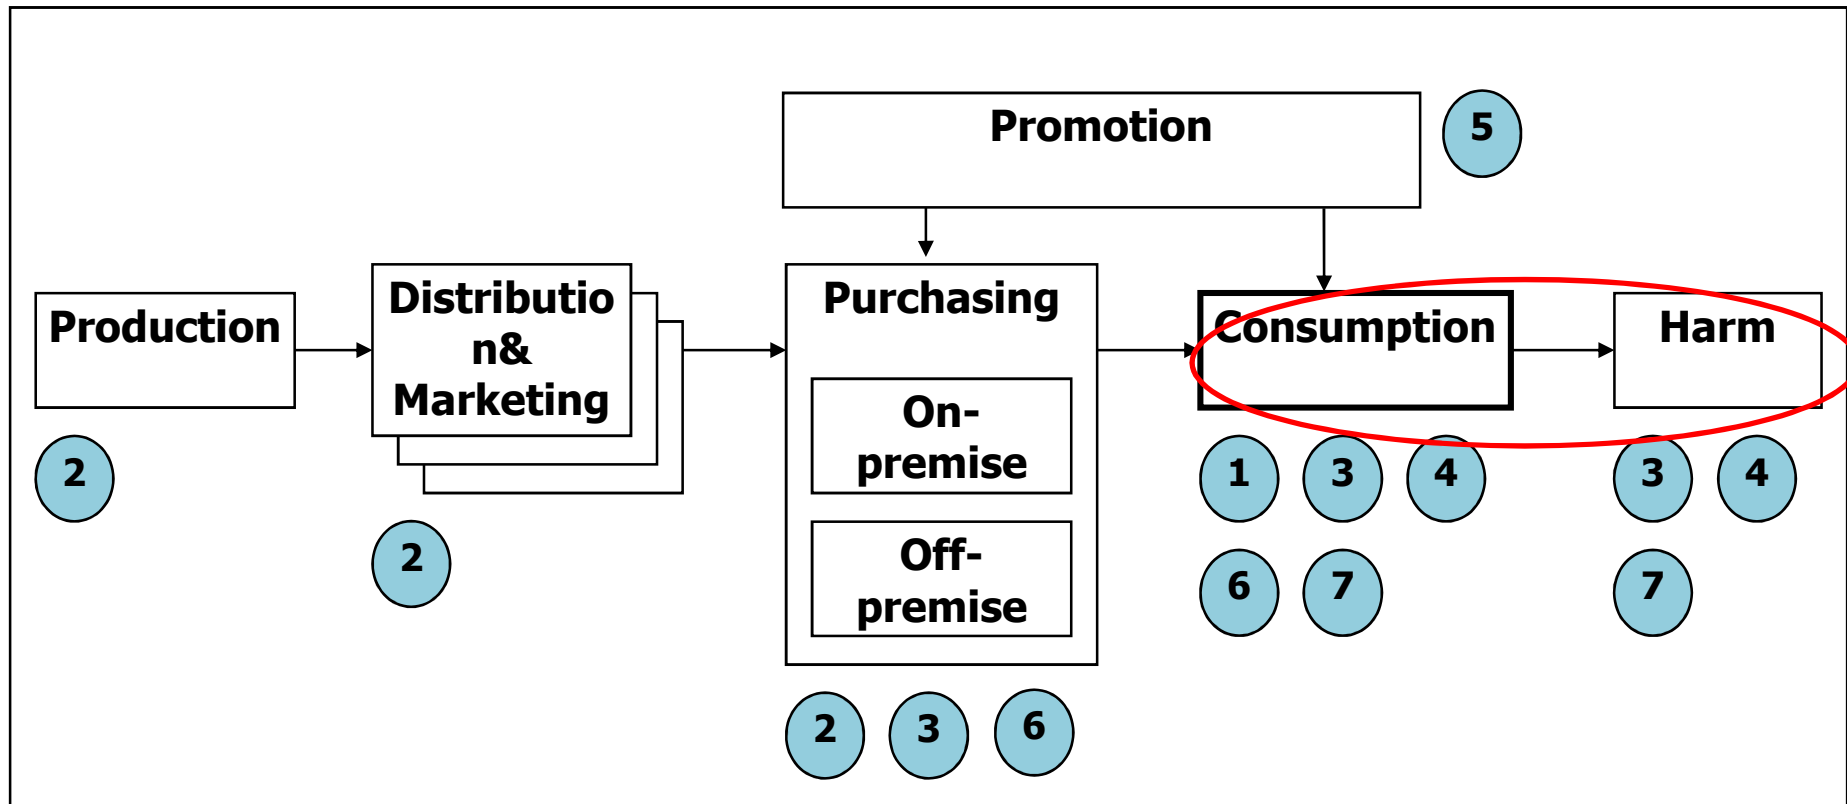 Promotion
5
Production
2
Distributio
n&
Marketing
2
Purchasing
On-
premise
Off-
premise
2 3 6
Consumption
1 3 4
6 7
Harm
3 4
7